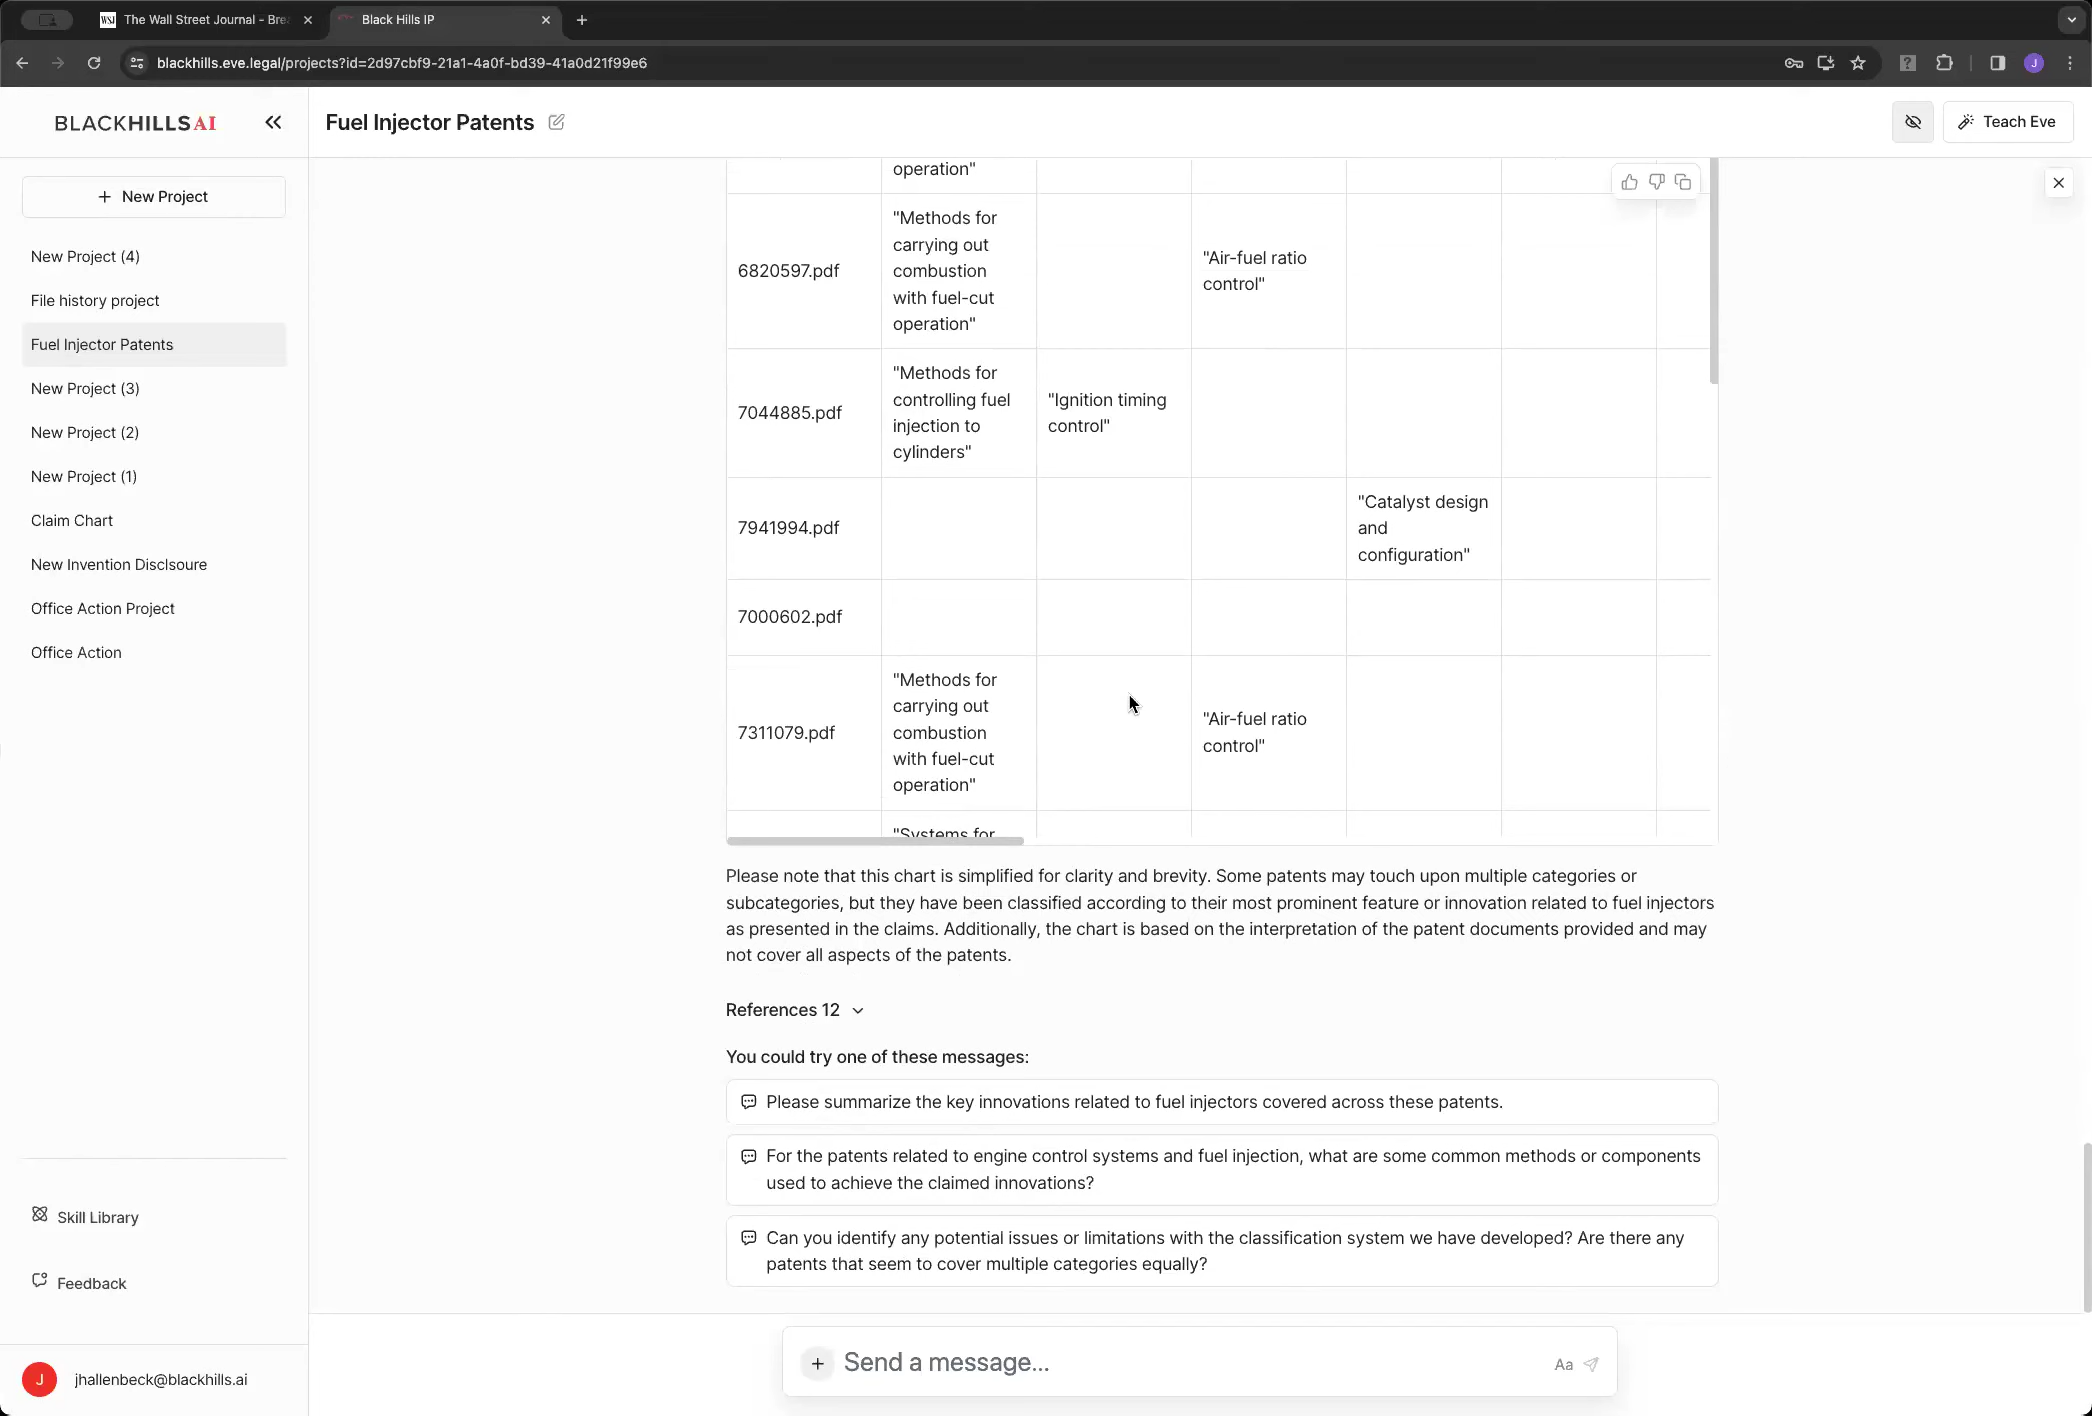 The Wall Street Journal - Bre
Black Hills IP
blackhills.eve.legal/projects?id=2d97cbf9-21a1-4a0f-bd39-41a0d21f99e6
J
BLACKHILLS AI
Fuel Injector Patents
Teach Eve
New Project
New Project (4)
File history project
Fuel Injector Patents
New Project (3)
New Project (2)
New Project (1)
Claim Chart
New Invention Disclsoure
Office Action Project
Office Action
Skill Library
Feedback
J
jhallenbeck@blackhills.ai
operation"
6820597.pdf
"Methods for
carrying out
combustion
with fuel-cut
operation"
"Air-fuel ratio
control"
7044885.pdf
"Methods for
controlling fuel
injection to
cylinders"
"Ignition timing
control"
7941994.pdf
"Catalyst design
and
configuration"
7000602.pdf
7311079.pdf
"Methods for
carrying out
combustion
with fuel-cut
operation"
"Air-fuel ratio
control"
"Systems for
Please note that this chart is simplified for clarity and brevity. Some patents may touch upon multiple categories or
subcategories, but they have been classified according to their most prominent feature or innovation related to fuel injectors
as presented in the claims. Additionally, the chart is based on the interpretation of the patent documents provided and may
not cover all aspects of the patents.
References 12
You could try one of these messages:
Please summarize the key innovations related to fuel injectors covered across these patents.
For the patents related to engine control systems and fuel injection, what are some common methods or components
used to achieve the claimed innovations?
Can you identify any potential issues or limitations with the classification system we have developed? Are there any
patents that seem to cover multiple categories equally?
Send a message...
Aa